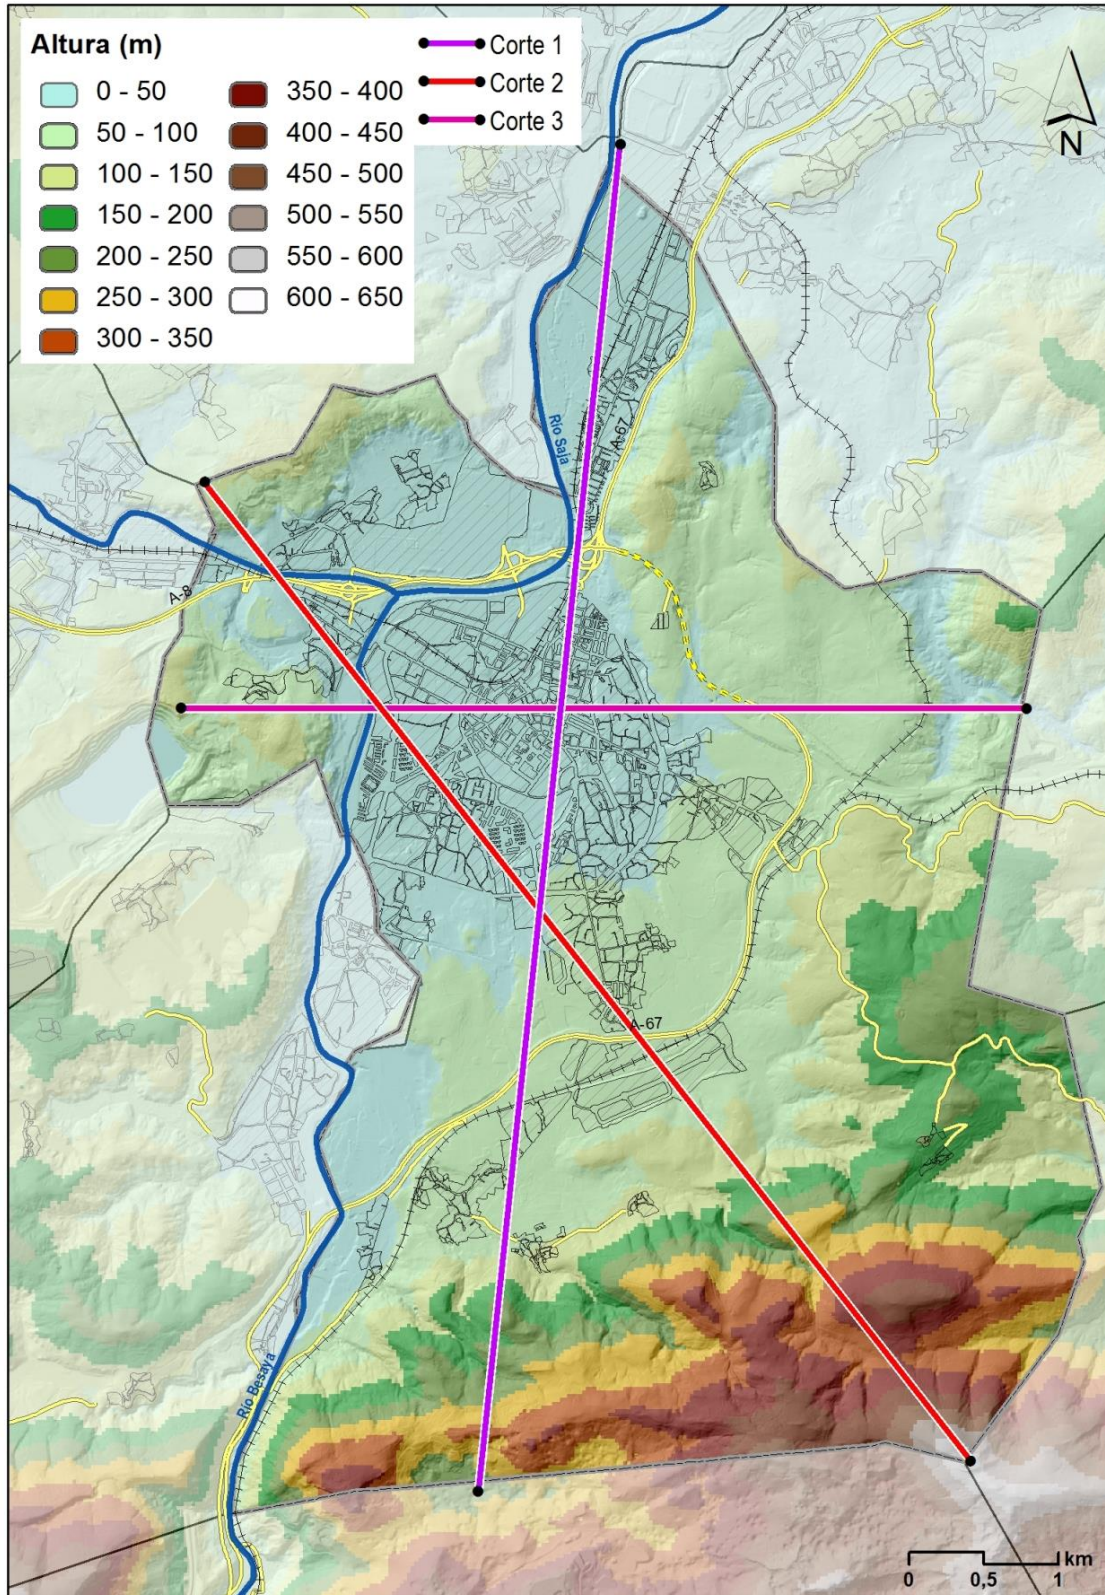 Altura (m)
0 - 50
50 - 100
100 - 150
150 - 200
200 - 250
250 - 300
300 - 350
350 - 400
400 - 450
450 - 500
500 - 550
550 - 600
600 - 650
Corte 1
Corte 2
Corte 3
N
Río Saja
A-67
A-8
A-67
Río Besaya
km
0 0,5 1